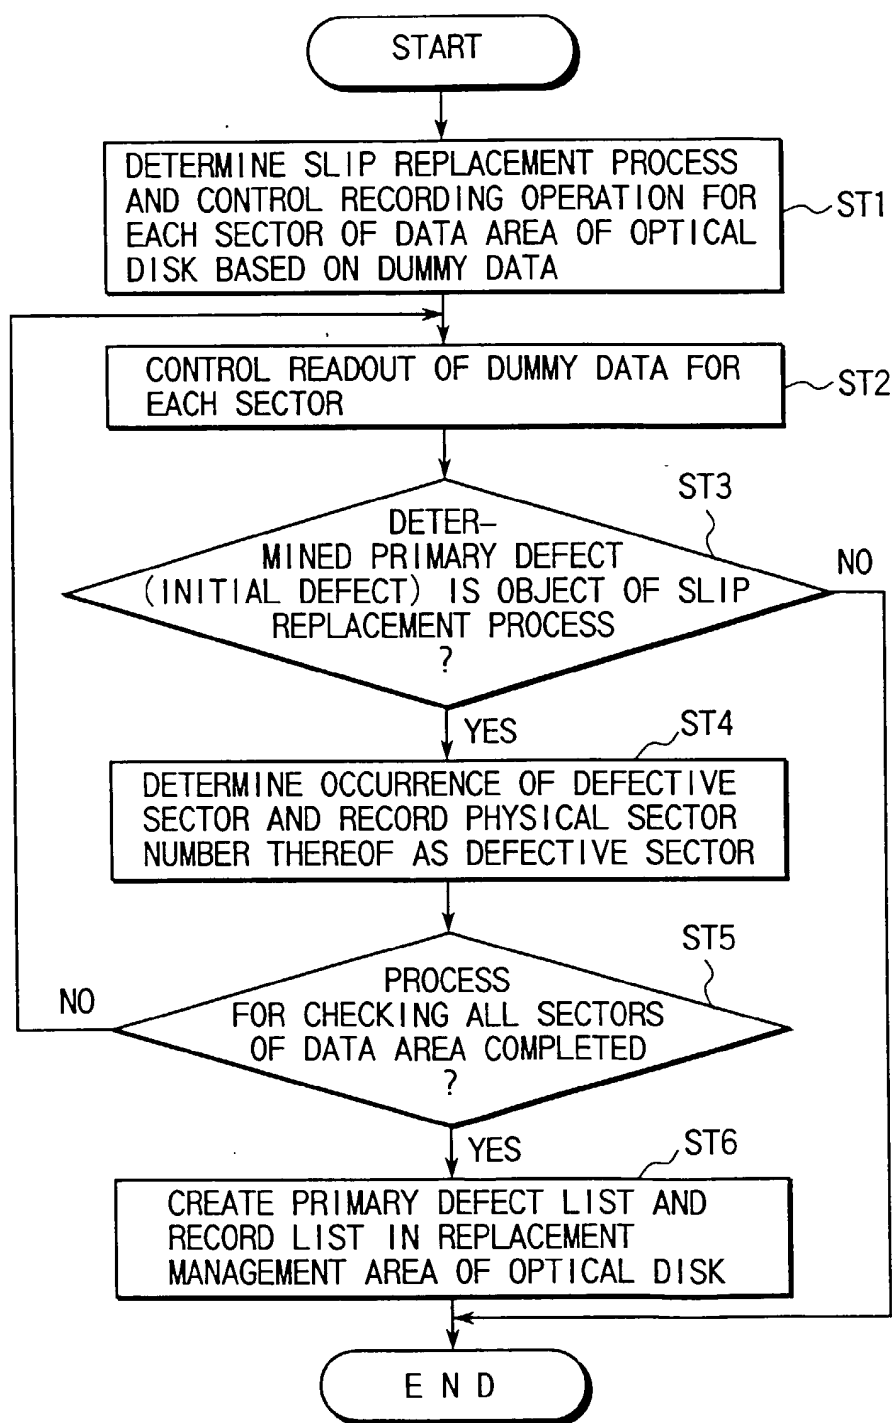 START
DETERMINE SLIP REPLACEMENT PROCESS
AND CONTROL RECORDING OPERATION FOR
EACH SECTOR OF DATA AREA OF OPTICAL
DISK BASED ON DUMMY DATA
ST1
CONTROL READOUT OF DUMMY DATA FOR
EACH SECTOR
ST2
ST3
DETER-
MINED PRIMARY DEFECT
(INITIAL DEFECT) IS OBJECT OF SLIP
REPLACEMENT PROCESS
?
NO
YES
ST4
DETERMINE OCCURRENCE OF DEFECTIVE
SECTOR AND RECORD PHYSICAL SECTOR
NUMBER THEREOF AS DEFECTIVE SECTOR
ST5
PROCESS
FOR CHECKING ALL SECTORS
OF DATA AREA COMPLETED
?
NO
YES
ST6
CREATE PRIMARY DEFECT LIST AND
RECORD LIST IN REPLACEMENT
MANAGEMENT AREA OF OPTICAL DISK
END